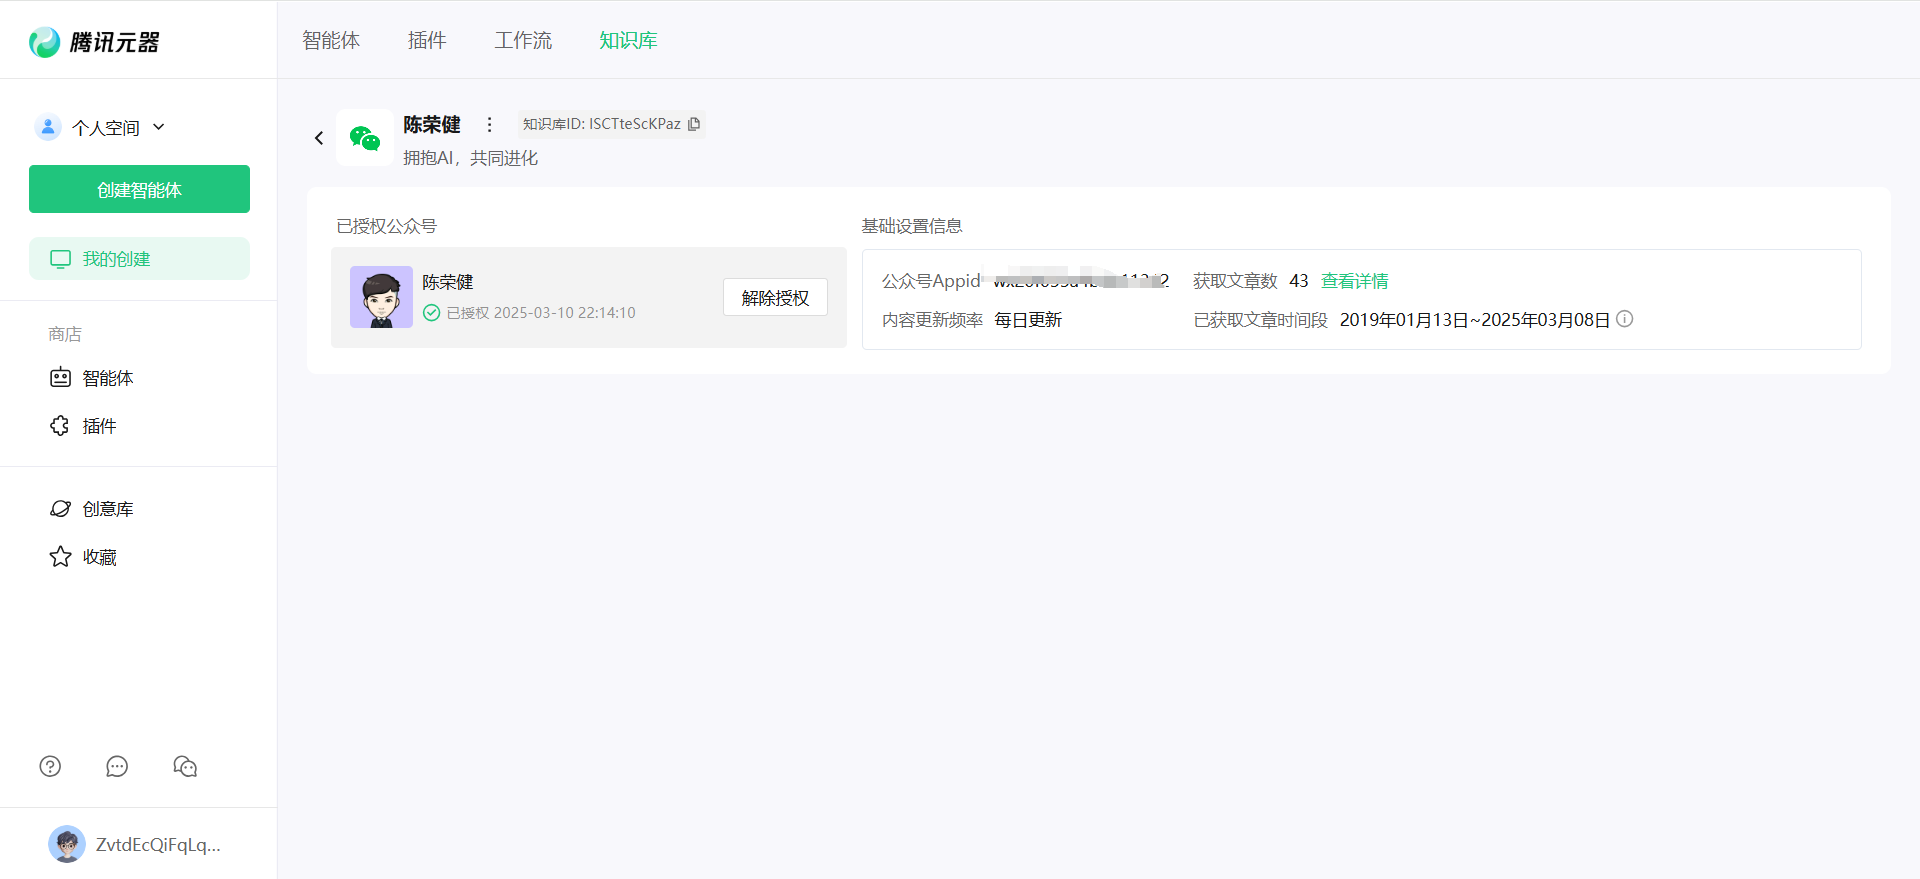 腾讯元器
智能体 插件 工作流 知识库
个人空间
创建智能体
我的创建
商店
智能体
插件
创意库
收藏
ZvtdEcQiFqLq...
陈荣健 知识库ID: ISCTteScKPaz
拥抱AI，共同进化
已授权公众号
陈荣健
已授权 2025-03-10 22:14:10
解除授权
基础设置信息
公众号Appid 获取文章数 43 查看详情
内容更新频率 每日更新 已获取文章时间段 2019年01月13日~2025年03月08日